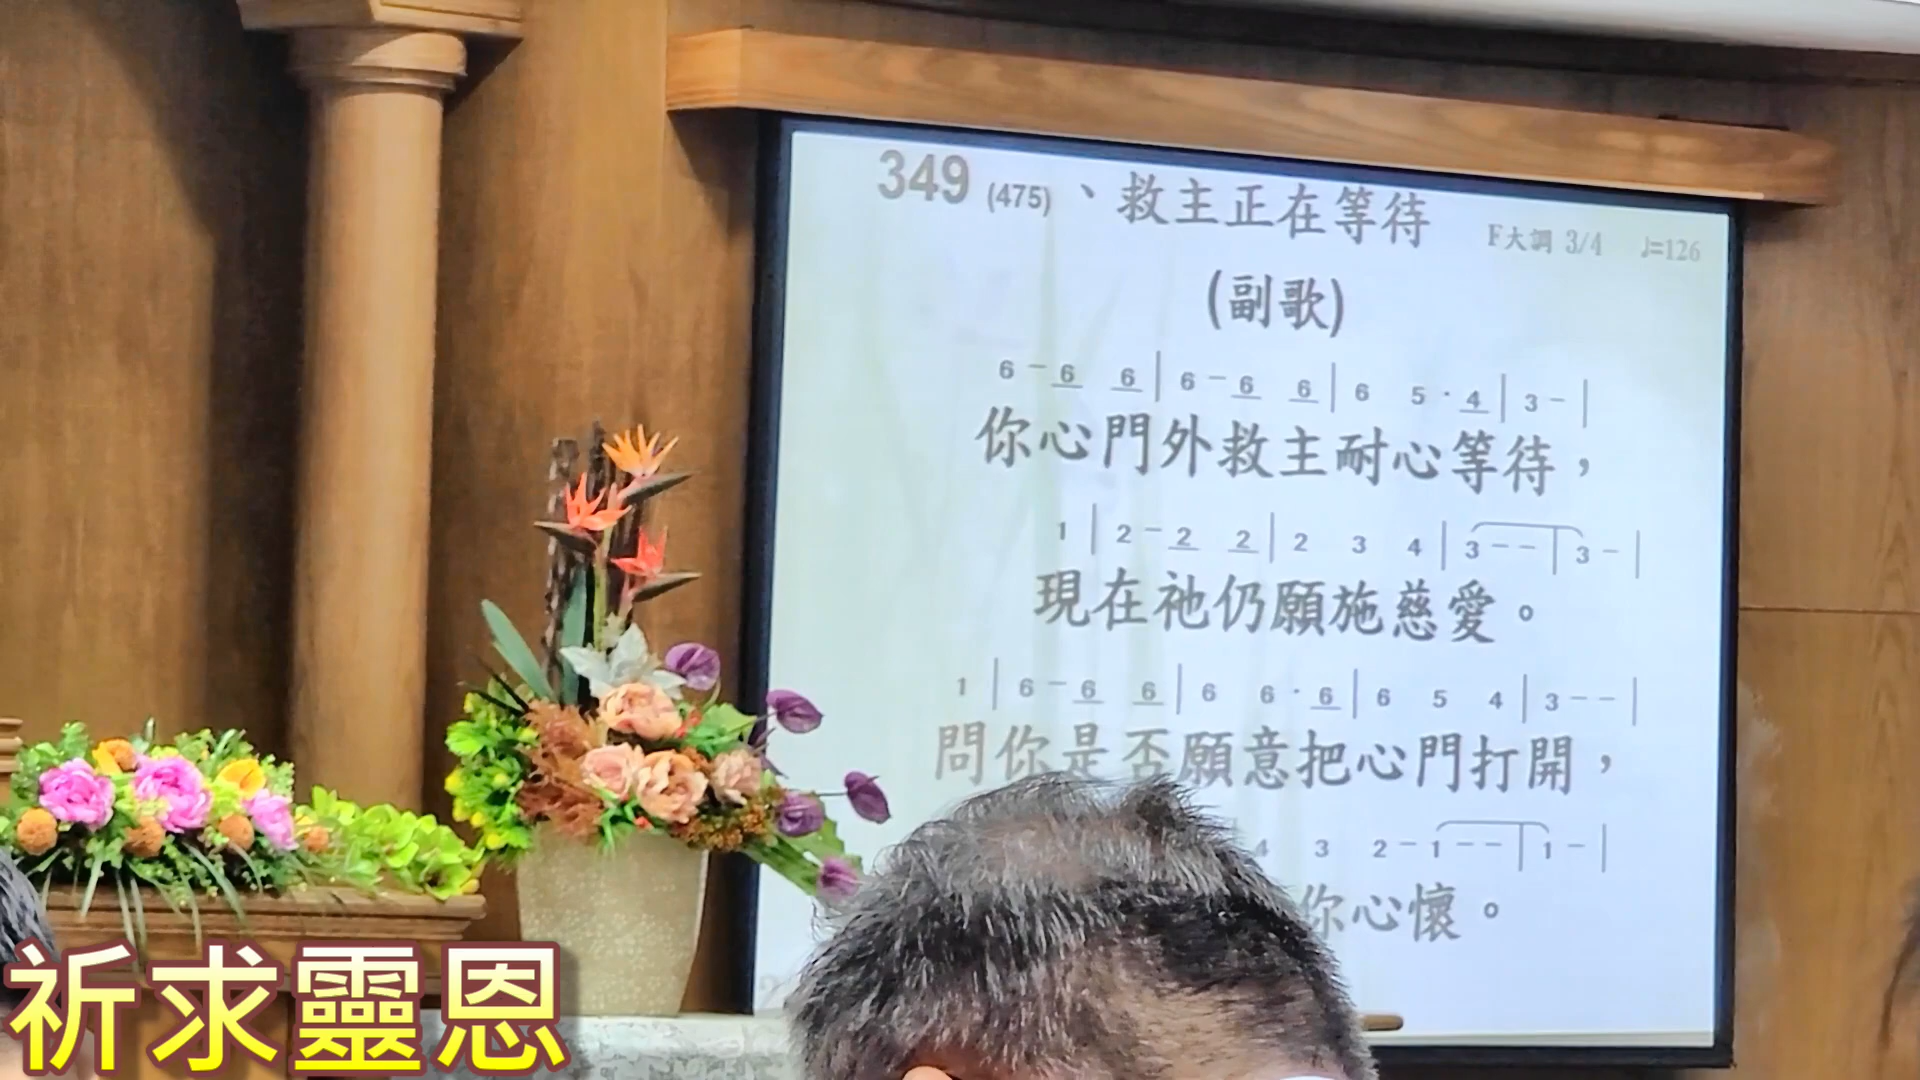 349 (475)、救主正在等待 F大調 3/4 ♩=126
(副歌)
6 - 6 6 | 6 - 6 6 | 6 5 · 4 | 3 - |
你心門外救主耐心等待，
1 | 2 - 2 2 | 2 3 4 | 3 - - | 3 - |
現在祂仍願施慈愛。
1 | 6 - 6 6 | 6 6 · 6 | 6 5 4 | 3 - - |
問你是否願意把心門打開，
4 3 2 - 1 - - | 1 - |
你心懷。
祈求靈恩